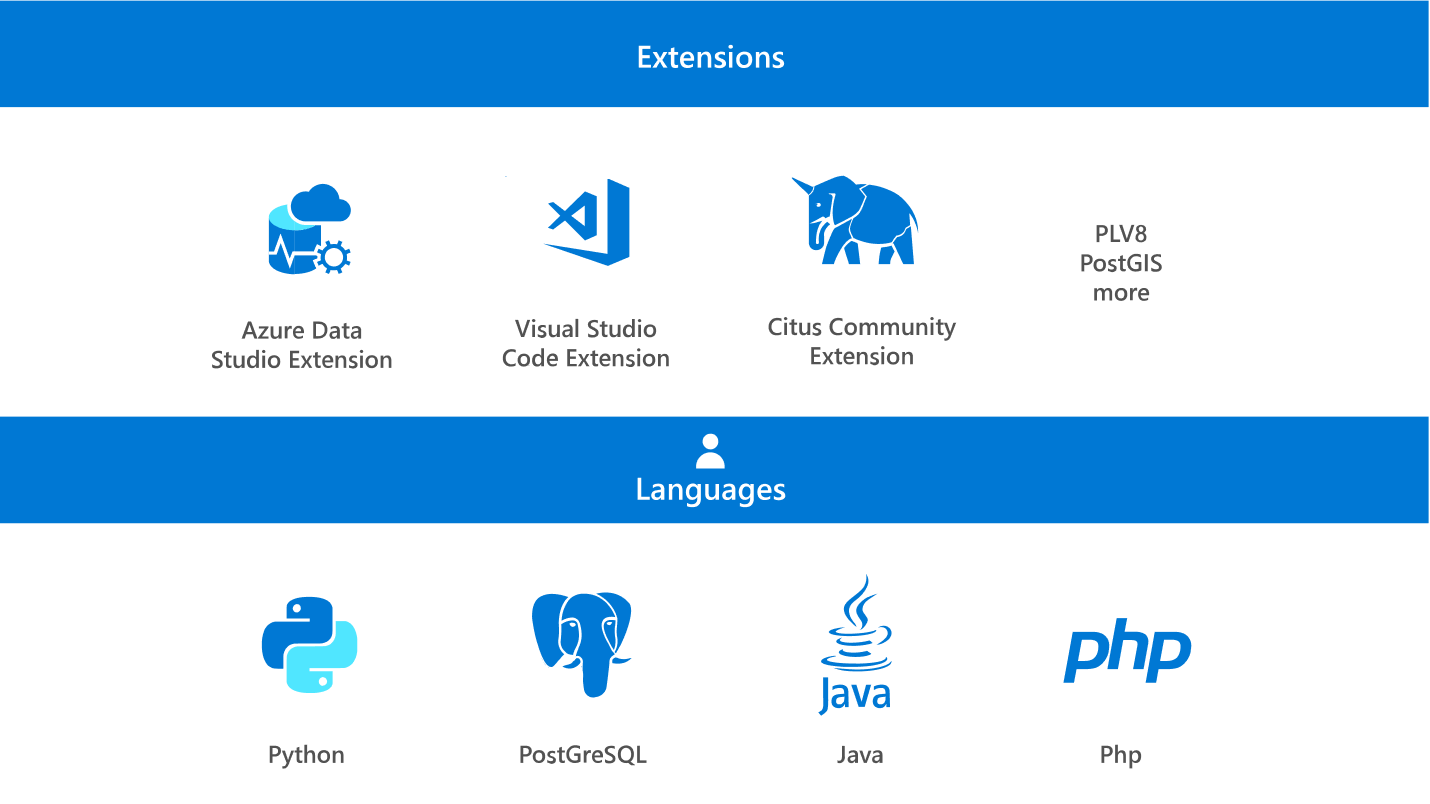 Extensions
Azure Data
Studio Extension
Visual Studio
Code Extension
Citus Community
Extension
PLV8
PostGIS
more
Languages
Java
php
Python
PostGreSQL
Java
Php